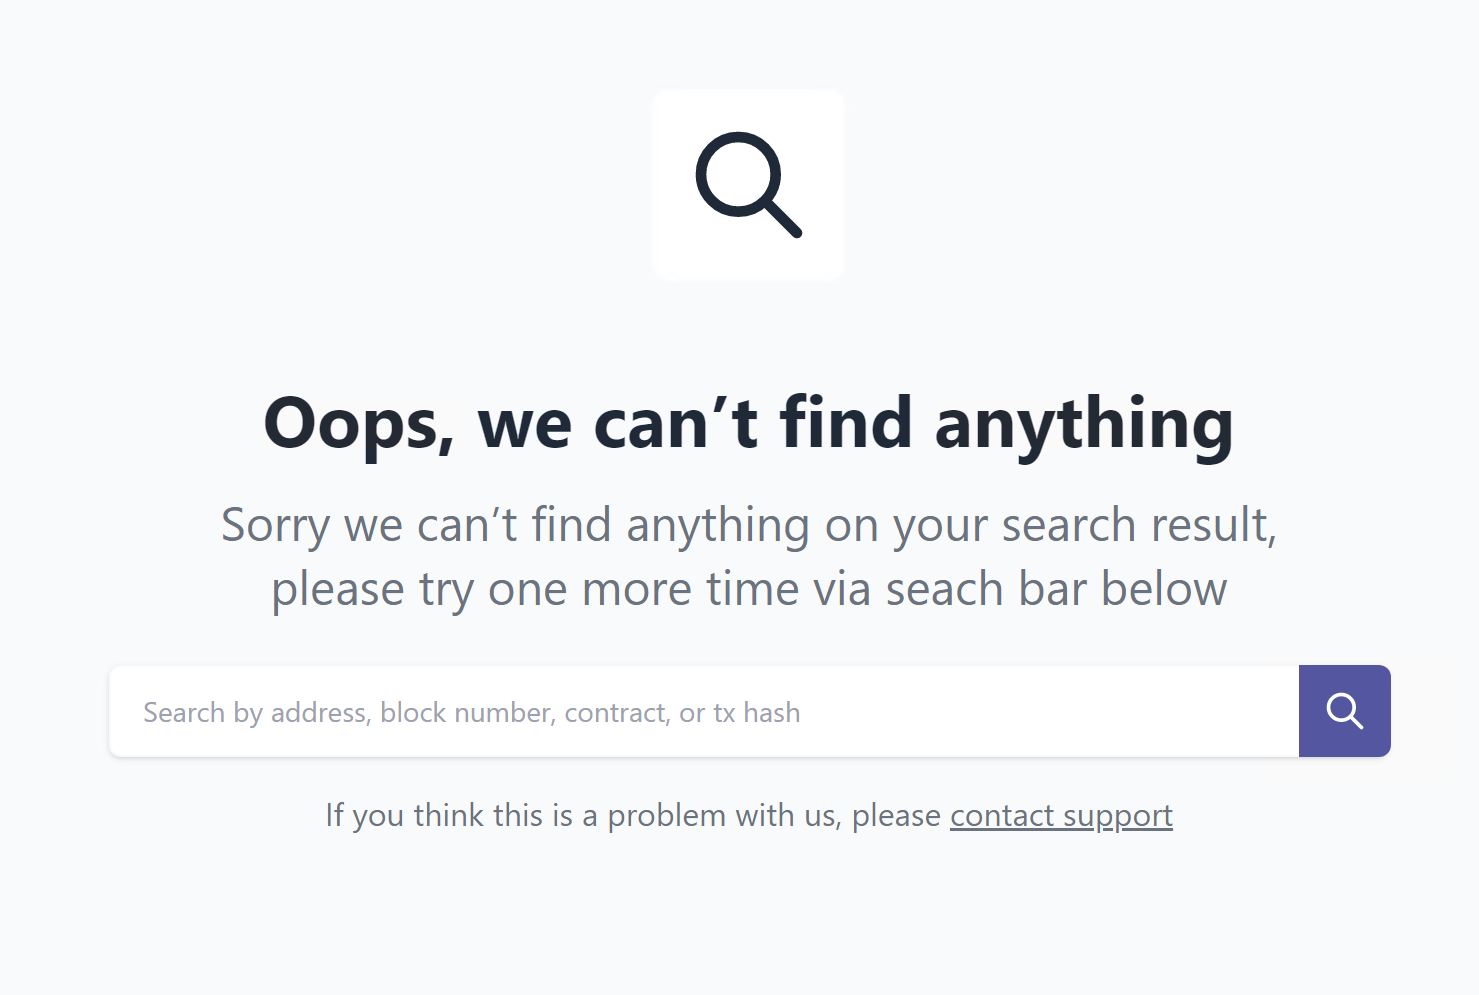 Oops, we can’t find anything
Sorry we can’t find anything on your search result,
please try one more time via seach bar below
Search by address, block number, contract, or tx hash
If you think this is a problem with us, please contact support